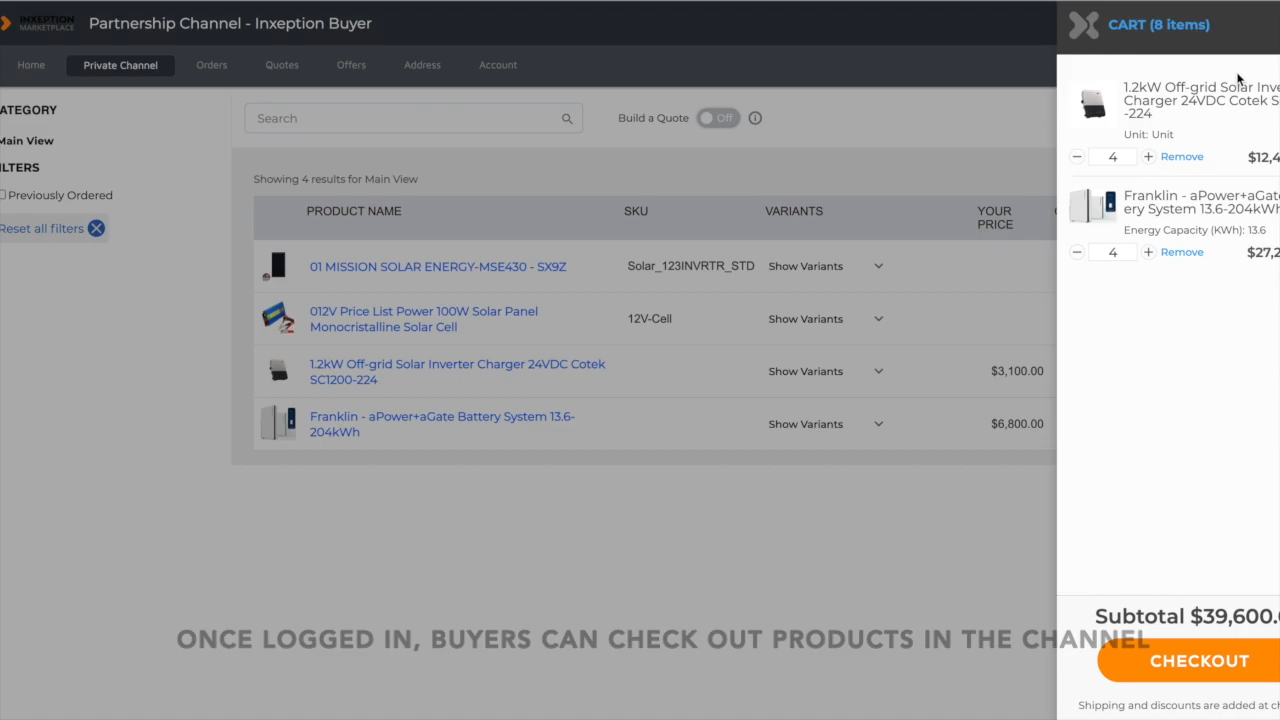 INXEPTION
MARKETPLACE
Partnership Channel - Inxeption Buyer
CART (8 items)
Home
Private Channel
Orders
Quotes
Offers
Address
Account
ATEGORY
Main View
ILTERS
Previously Ordered
Reset all filters
Search
Build a Quote
Off
Showing 4 results for Main View
PRODUCT NAME
SKU
VARIANTS
YOUR
PRICE
01 MISSION SOLAR ENERGY-MSE430 - SX9Z
Solar_123INVRTR_STD
Show Variants
012V Price List Power 100W Solar Panel
Monocristalline Solar Cell
12V-Cell
Show Variants
1.2kW Off-grid Solar Inverter Charger 24VDC Cotek
SC1200-224
Show Variants
$3,100.00
Franklin - aPower+aGate Battery System 13.6-
204kWh
Show Variants
$6,800.00
1.2kW Off-grid Solar Inve
Charger 24VDC Cotek S
-224
Unit: Unit
4
Remove
$12,4
Franklin - aPower+aGate
ery System 13.6-204kWh
Energy Capacity (KWh): 13.6
4
Remove
$27,2
Subtotal $39,600.
CHECKOUT
Shipping and discounts are added at ch
ONCE LOGGED IN, BUYERS CAN CHECK OUT PRODUCTS IN THE CHANNEL